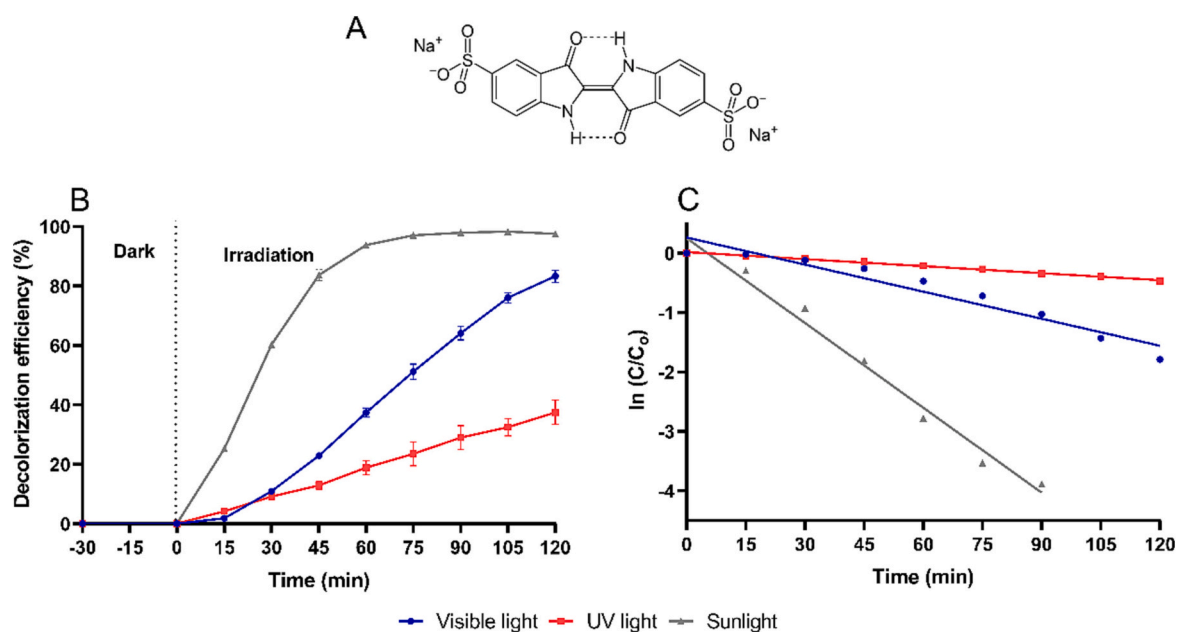 A
Na⁺
⁻O
O
S
O
O
H
N
N
H
O
O
S
O⁻
O
Na⁺
B
Dark
Irradiation
Decolorization efficiency (%)
100
80
60
40
20
0
-30 -15 0 15 30 45 60 75 90 105 120
Time (min)
C
ln (C/C₀)
0
-1
-2
-3
-4
0 15 30 45 60 75 90 105 120
Time (min)
Visible light UV light Sunlight